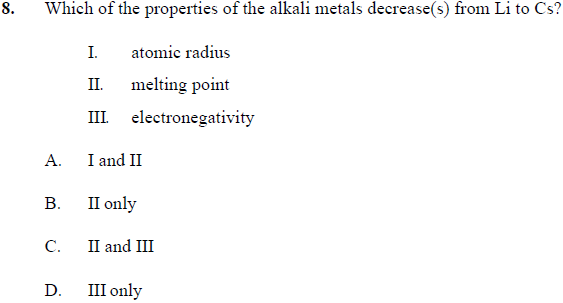 8. Which of the properties of the alkali metals decrease(s) from Li to Cs?
I. atomic radius
II. melting point
III. electronegativity
A. I and II
B. II only
C. II and III
D. III only